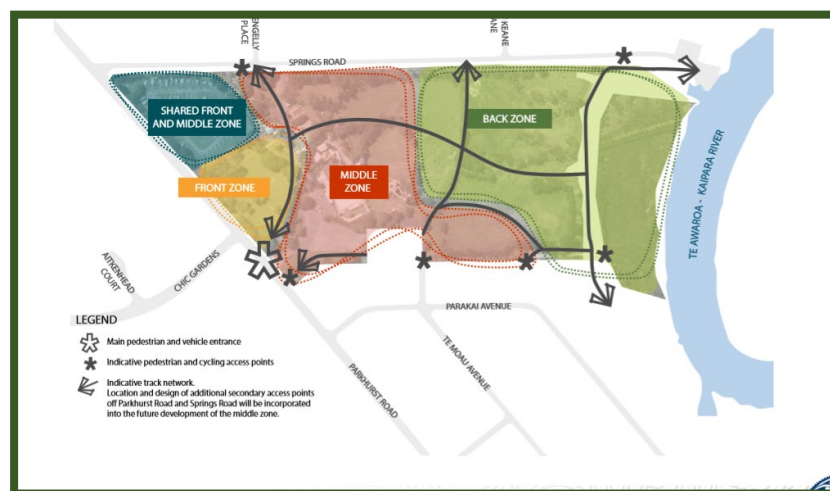 ENGELLY
PLACE
KEANE
ANE
SPRINGS ROAD
SHARED FRONT
AND MIDDLE ZONE
BACK ZONE
FRONT ZONE
MIDDLE
ZONE
TE AWAROA - KAIPARA RIVER
AITKENHEAD
COURT
CHIC GARDENS
PARAKAI AVENUE
TE MOAU AVENUE
PARKHURST ROAD
LEGEND
Main pedestrian and vehicle entrance
Indicative pedestrian and cycling access points
Indicative track network.
Location and design of additional secondary access points
off Parkhurst Road and Springs Road will be incorporated
into the future development of the middle zone.